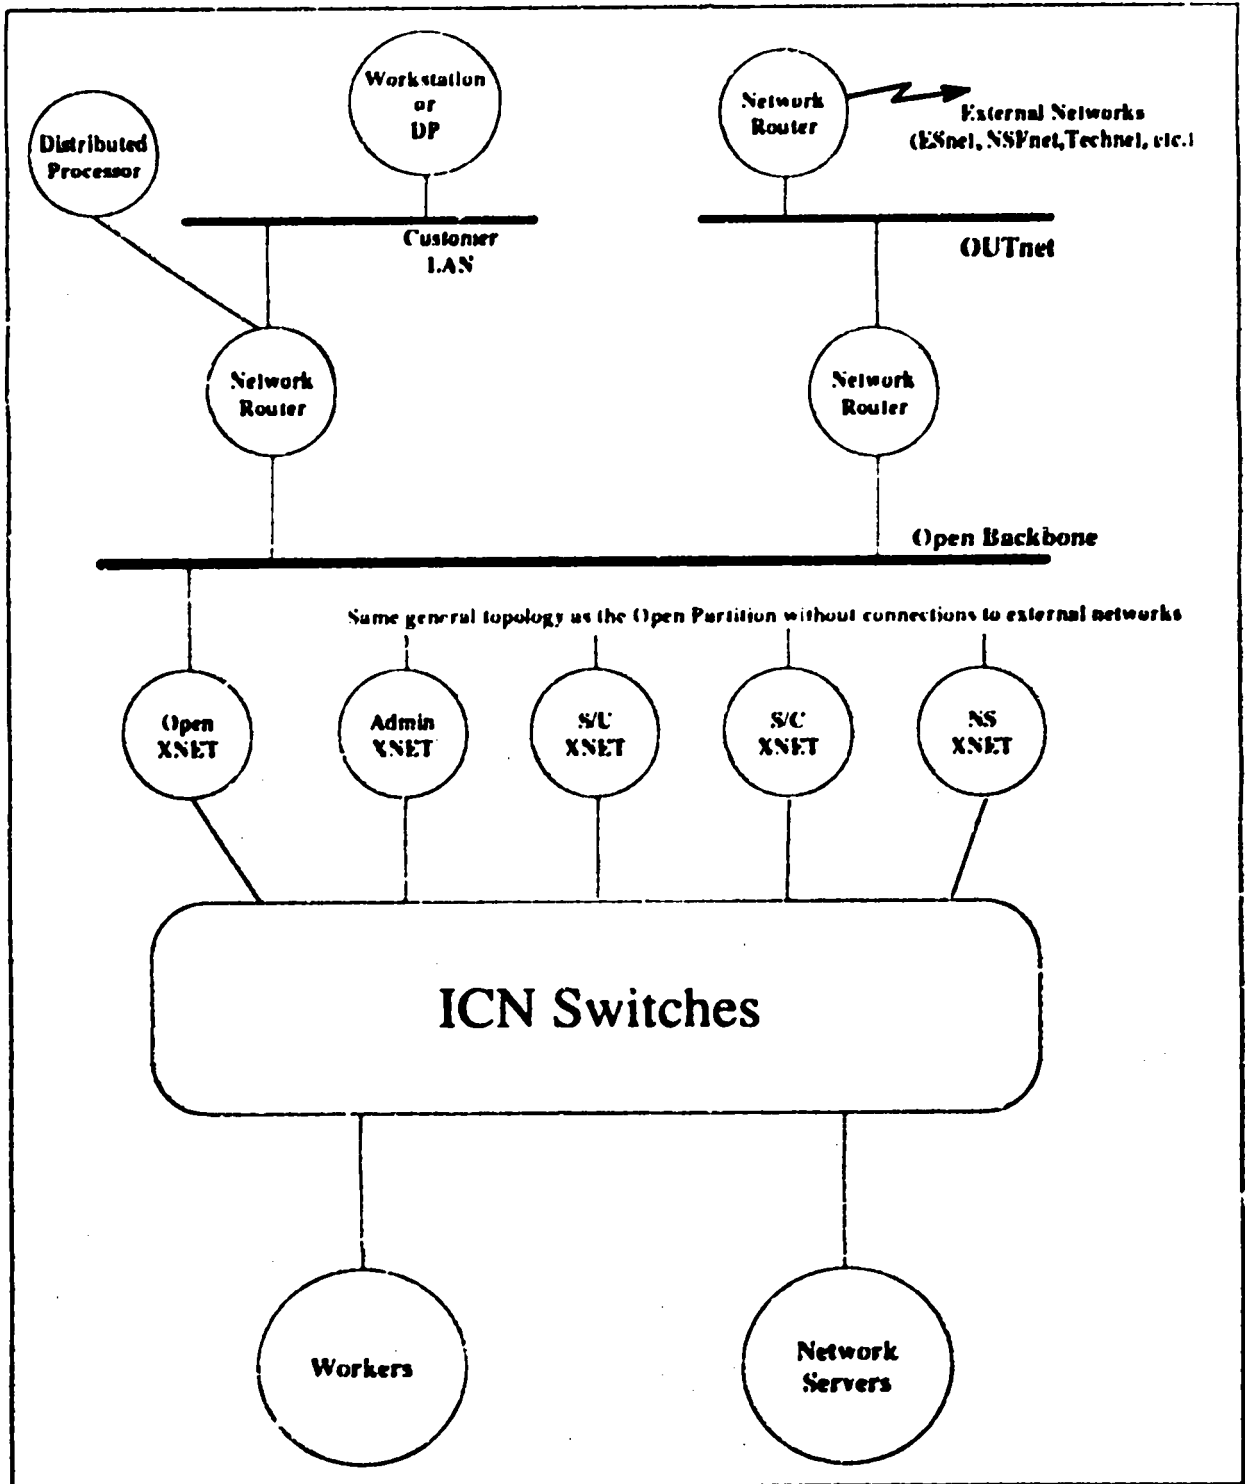 Workstation
or
DP
Distributed
Processor
Network
Router
External Networks
(ESnet, NSFnet, Technet, etc.)
Customer
LAN
OUTnet
Network
Router
Network
Router
Open Backbone
Same general topology as the Open Partition without connections to external networks
Open
XNET
Admin
XNET
S/U
XNET
S/C
XNET
NS
XNET
ICN Switches
Workers
Network
Servers